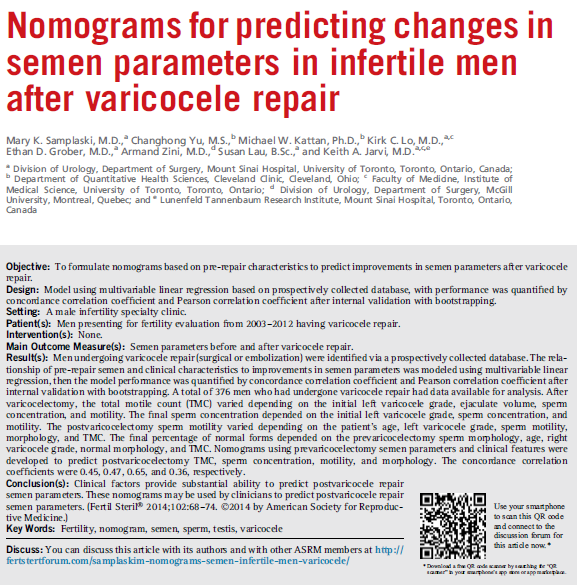 Nomograms for predicting changes in
semen parameters in infertile men
after varicocele repair
Mary K. Samplaski, M.D.,a Changhong Yu, M.S.,b Michael W. Kattan, Ph.D.,b Kirk C. Lo, M.D.,a,c
Ethan D. Grober, M.D.,a Armand Zini, M.D.,d Susan Lau, B.Sc.,a and Keith A. Jarvi, M.D.a,c,e
a Division of Urology, Department of Surgery, Mount Sinai Hospital, University of Toronto, Toronto, Ontario, Canada;
b Department of Quantitative Health Sciences, Cleveland Clinic, Cleveland, Ohio; c Faculty of Medicine, Institute of
Medical Science, University of Toronto, Toronto, Ontario; d Division of Urology, Department of Surgery, McGill
University, Montreal, Quebec; and e Lunenfeld Tannenbaum Research Institute, Mount Sinai Hospital, Toronto, Ontario,
Canada
Objective: To formulate nomograms based on pre-repair characteristics to predict improvements in semen parameters after varicocele
repair.
Design: Model using multivariable linear regression based on prospectively collected database, with performance was quantified by
concordance correlation coefficient and Pearson correlation coefficient after internal validation with bootstrapping.
Setting: A male infertility specialty clinic.
Patient(s): Men presenting for fertility evaluation from 2003–2012 having varicocele repair.
Intervention(s): None.
Main Outcome Measure(s): Semen parameters before and after varicocele repair.
Result(s): Men undergoing varicocele repair (surgical or embolization) were identified via a prospectively collected database. The rela-
tionship of pre-repair semen and clinical characteristics to improvements in semen parameters was modeled using multivariable linear
regression, then the model performance was quantified by concordance correlation coefficient and Pearson correlation coefficient after
internal validation with bootstrapping. A total of 376 men who had undergone varicocele repair had data available for analysis. After
varicocelectomy, the total motile count (TMC) varied depending on the initial left varicocele grade, ejaculate volume, sperm
concentration, and motility. The final sperm concentration depended on the initial left varicocele grade, sperm concentration, and
motility. The postvaricocelectomy sperm motility varied depending on the patient's age, left varicocele grade, sperm motility,
morphology, and TMC. The final percentage of normal forms depended on the prevaricocelectomy sperm morphology, age, right
varicocele grade, normal morphology, and TMC. Nomograms using prevaricocelectomy semen parameters and clinical features were
developed to predict postvaricocelectomy TMC, sperm concentration, motility, and morphology. The concordance correlation
coefficients were 0.45, 0.47, 0.65, and 0.36, respectively.
Conclusion(s): Clinical factors provide substantial ability to predict postvaricocele repair
semen parameters. These nomograms may be used by clinicians to predict postvaricocele repair
semen parameters. (Fertil Steril® 2014;102:68–74. ©2014 by American Society for Reproduc-
tive Medicine.)
Key Words: Fertility, nomogram, semen, sperm, testis, varicocele
Discuss: You can discuss this article with its authors and with other ASRM members at http://
fertstertforum.com/samplaskim-nomograms-semen-infertile-men-varicocele/
Use your smartphone
to scan this QR code
and connect to the
discussion forum for
this article now.*
* Download a free QR code scanner by searching for "QR
scanner" in your smartphone's app store or app marketplace.